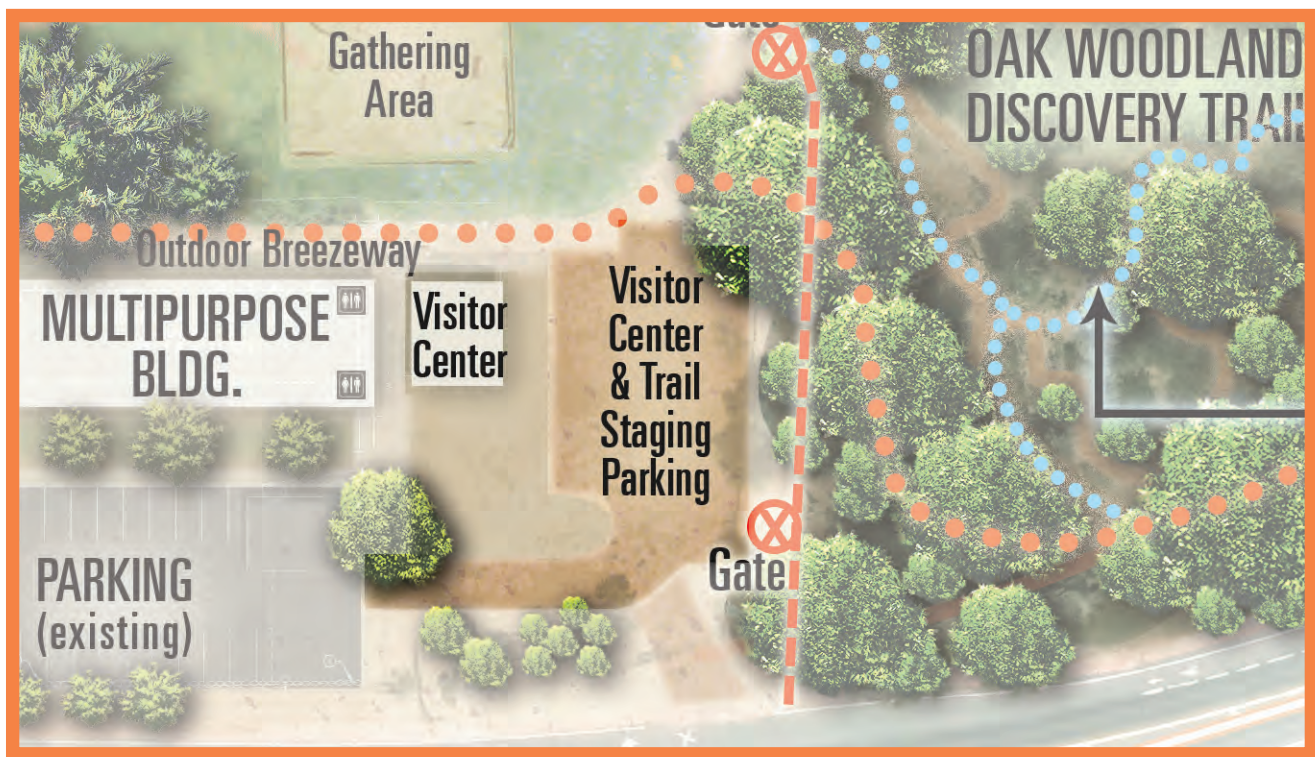 Gate
Gathering
Area
OAK WOODLAND
DISCOVERY TRAIL
Outdoor Breezeway
MULTIPURPOSE
BLDG.
Visitor
Center
Visitor
Center
& Trail
Staging
Parking
Gate
PARKING
(existing)